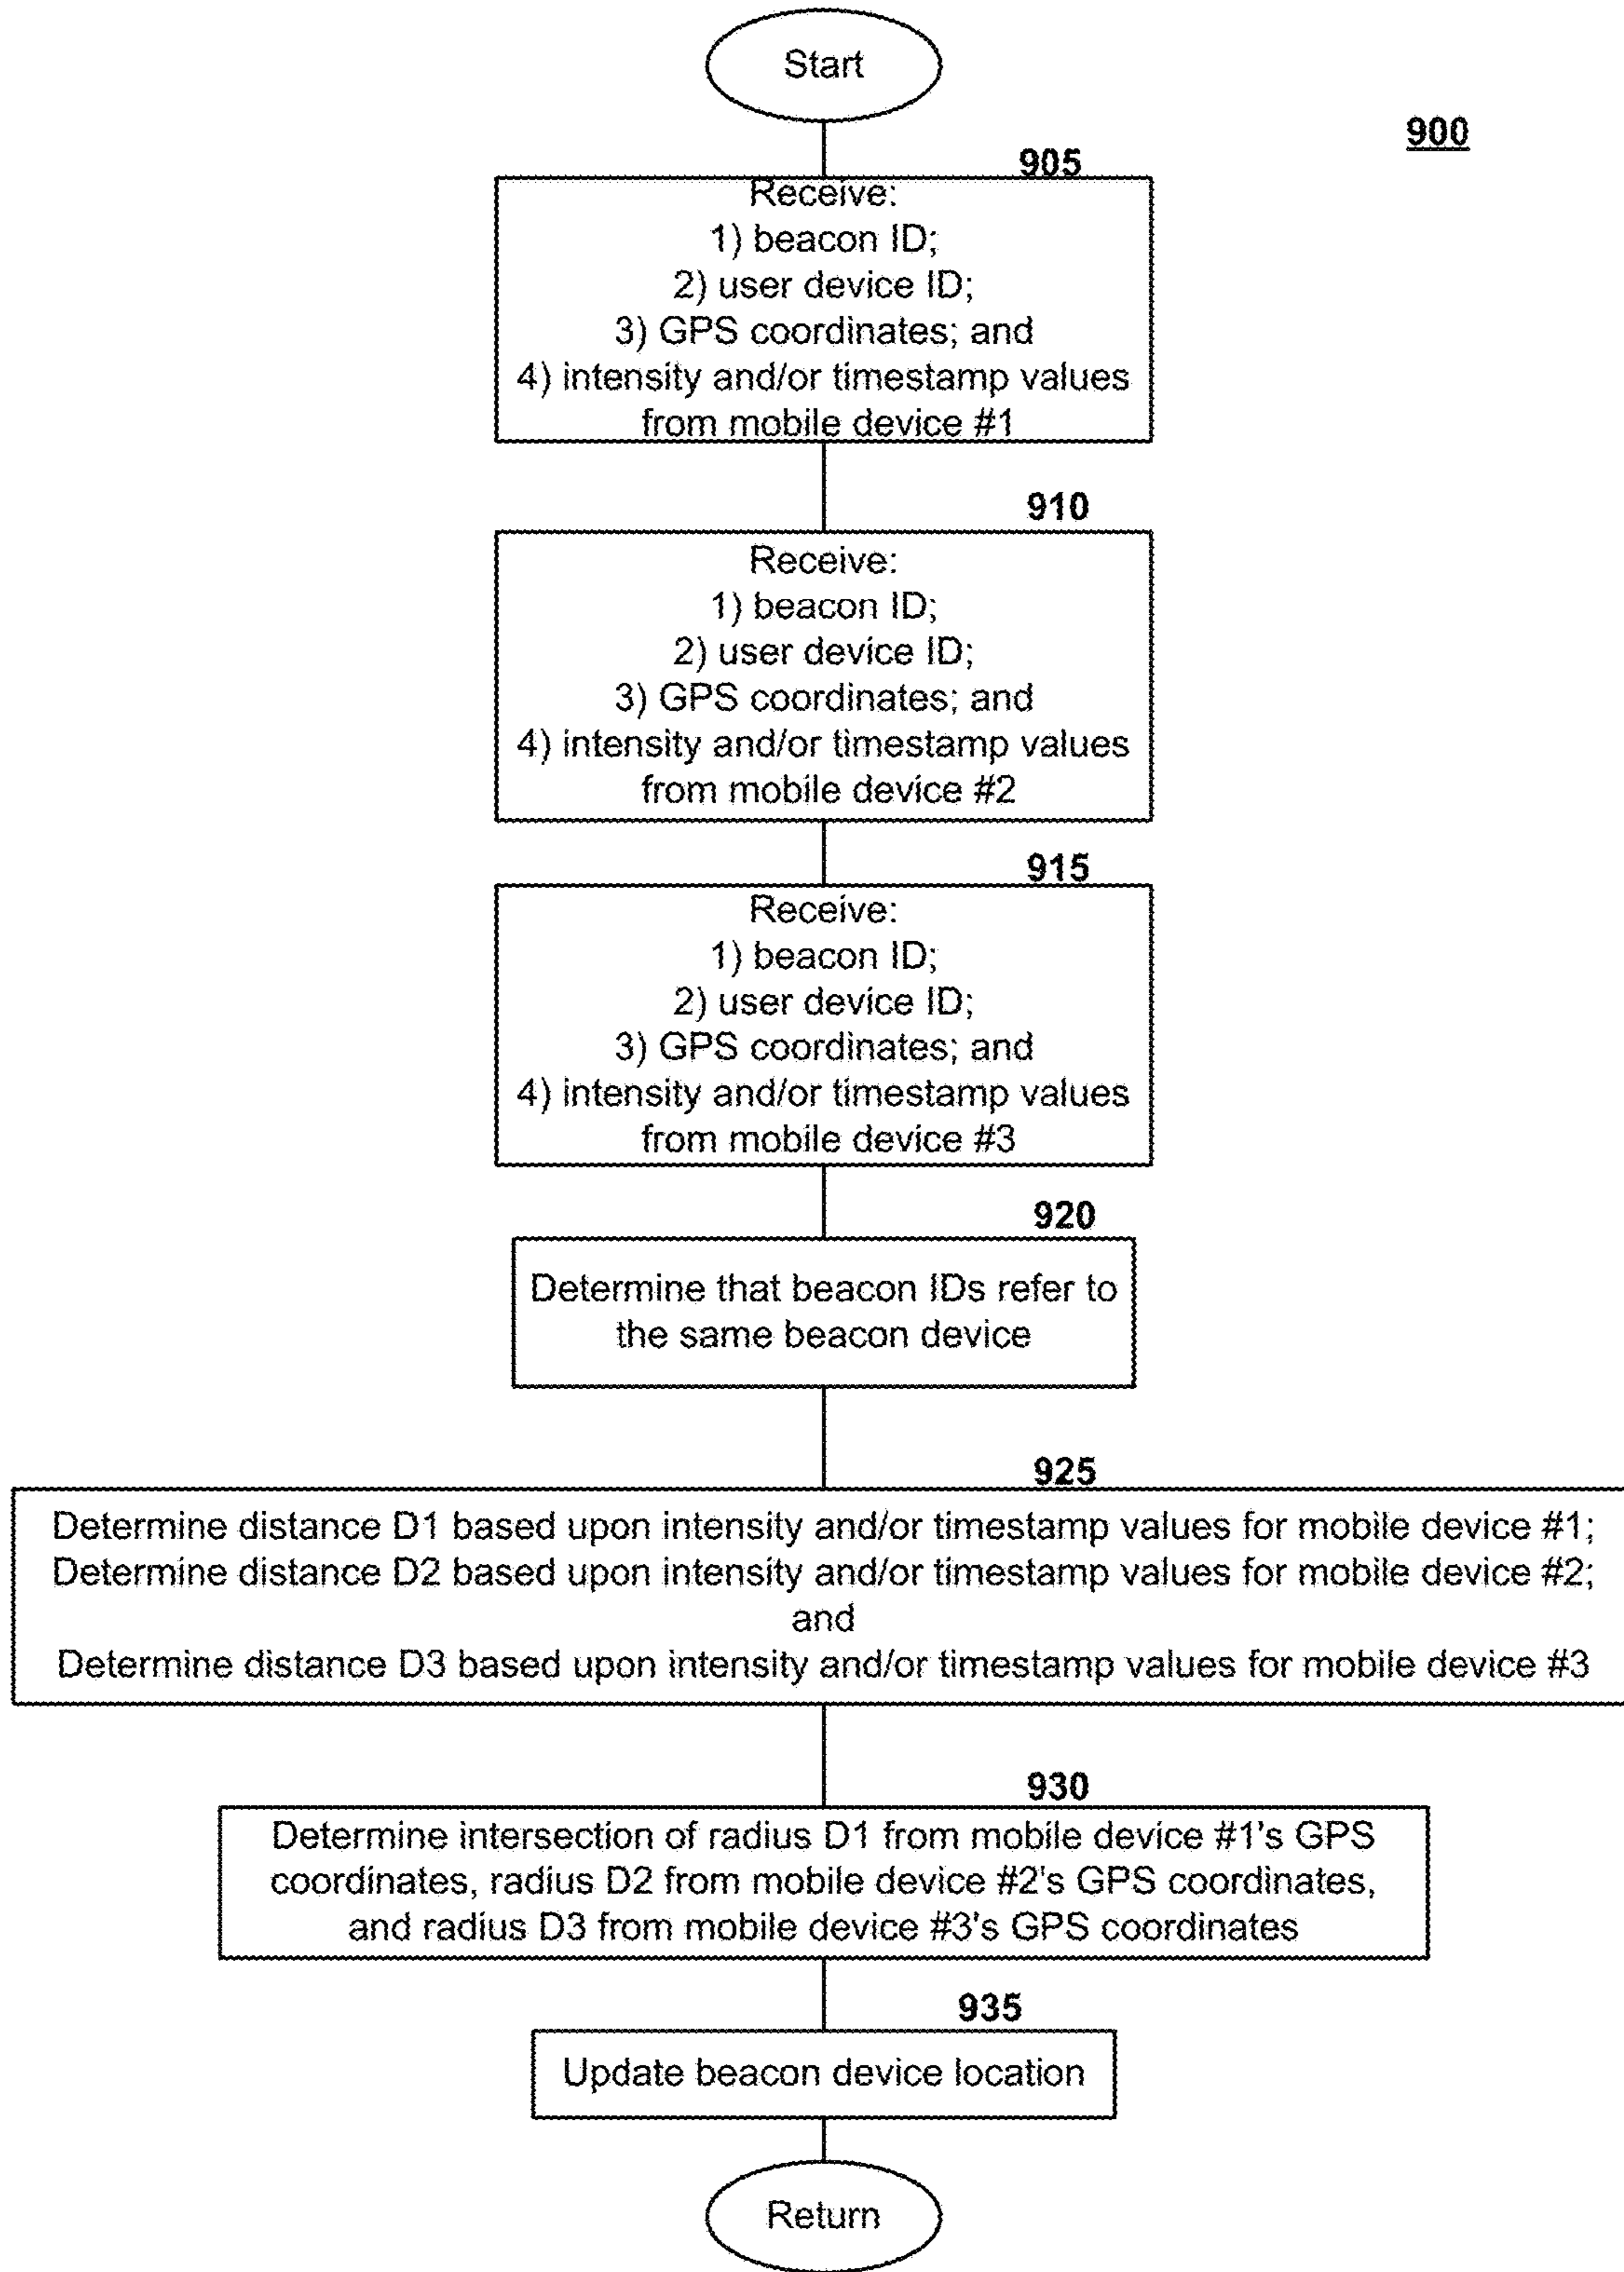 Start
900
905
Receive:
1) beacon ID;
2) user device ID;
3) GPS coordinates; and
4) intensity and/or timestamp values
from mobile device #1
910
Receive:
1) beacon ID;
2) user device ID;
3) GPS coordinates; and
4) intensity and/or timestamp values
from mobile device #2
915
Receive:
1) beacon ID;
2) user device ID;
3) GPS coordinates; and
4) intensity and/or timestamp values
from mobile device #3
920
Determine that beacon IDs refer to
the same beacon device
925
Determine distance D1 based upon intensity and/or timestamp values for mobile device #1;
Determine distance D2 based upon intensity and/or timestamp values for mobile device #2;
and
Determine distance D3 based upon intensity and/or timestamp values for mobile device #3
930
Determine intersection of radius D1 from mobile device #1's GPS
coordinates, radius D2 from mobile device #2's GPS coordinates,
and radius D3 from mobile device #3's GPS coordinates
935
Update beacon device location
Return